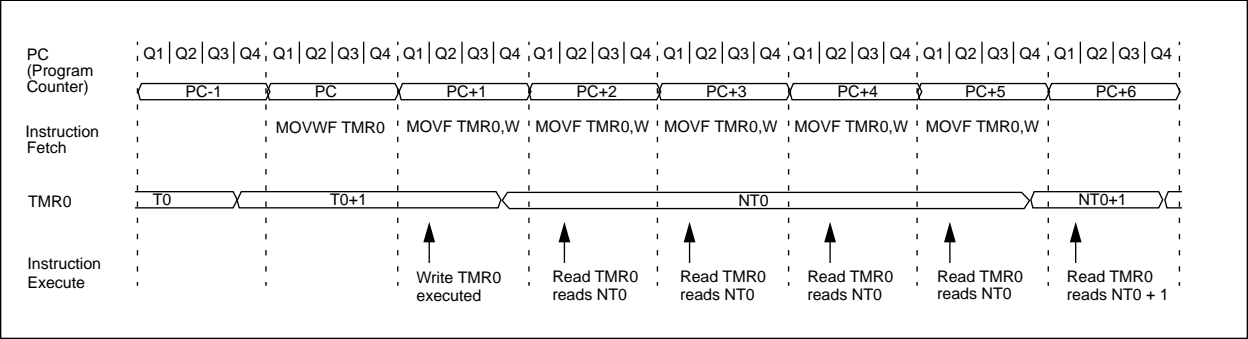 PC
(Program
Counter)
Q1 Q2 Q3 Q4 Q1 Q2 Q3 Q4 Q1 Q2 Q3 Q4 Q1 Q2 Q3 Q4 Q1 Q2 Q3 Q4 Q1 Q2 Q3 Q4 Q1 Q2 Q3 Q4 Q1 Q2 Q3 Q4
PC-1 PC PC+1 PC+2 PC+3 PC+4 PC+5 PC+6
Instruction
Fetch
MOVWF TMR0 MOVF TMR0,W MOVF TMR0,W MOVF TMR0,W MOVF TMR0,W MOVF TMR0,W
TMR0 T0 T0+1 NT0 NT0+1
Instruction
Execute
Write TMR0
executed
Read TMR0
reads NT0
Read TMR0
reads NT0
Read TMR0
reads NT0
Read TMR0
reads NT0
Read TMR0
reads NT0 + 1